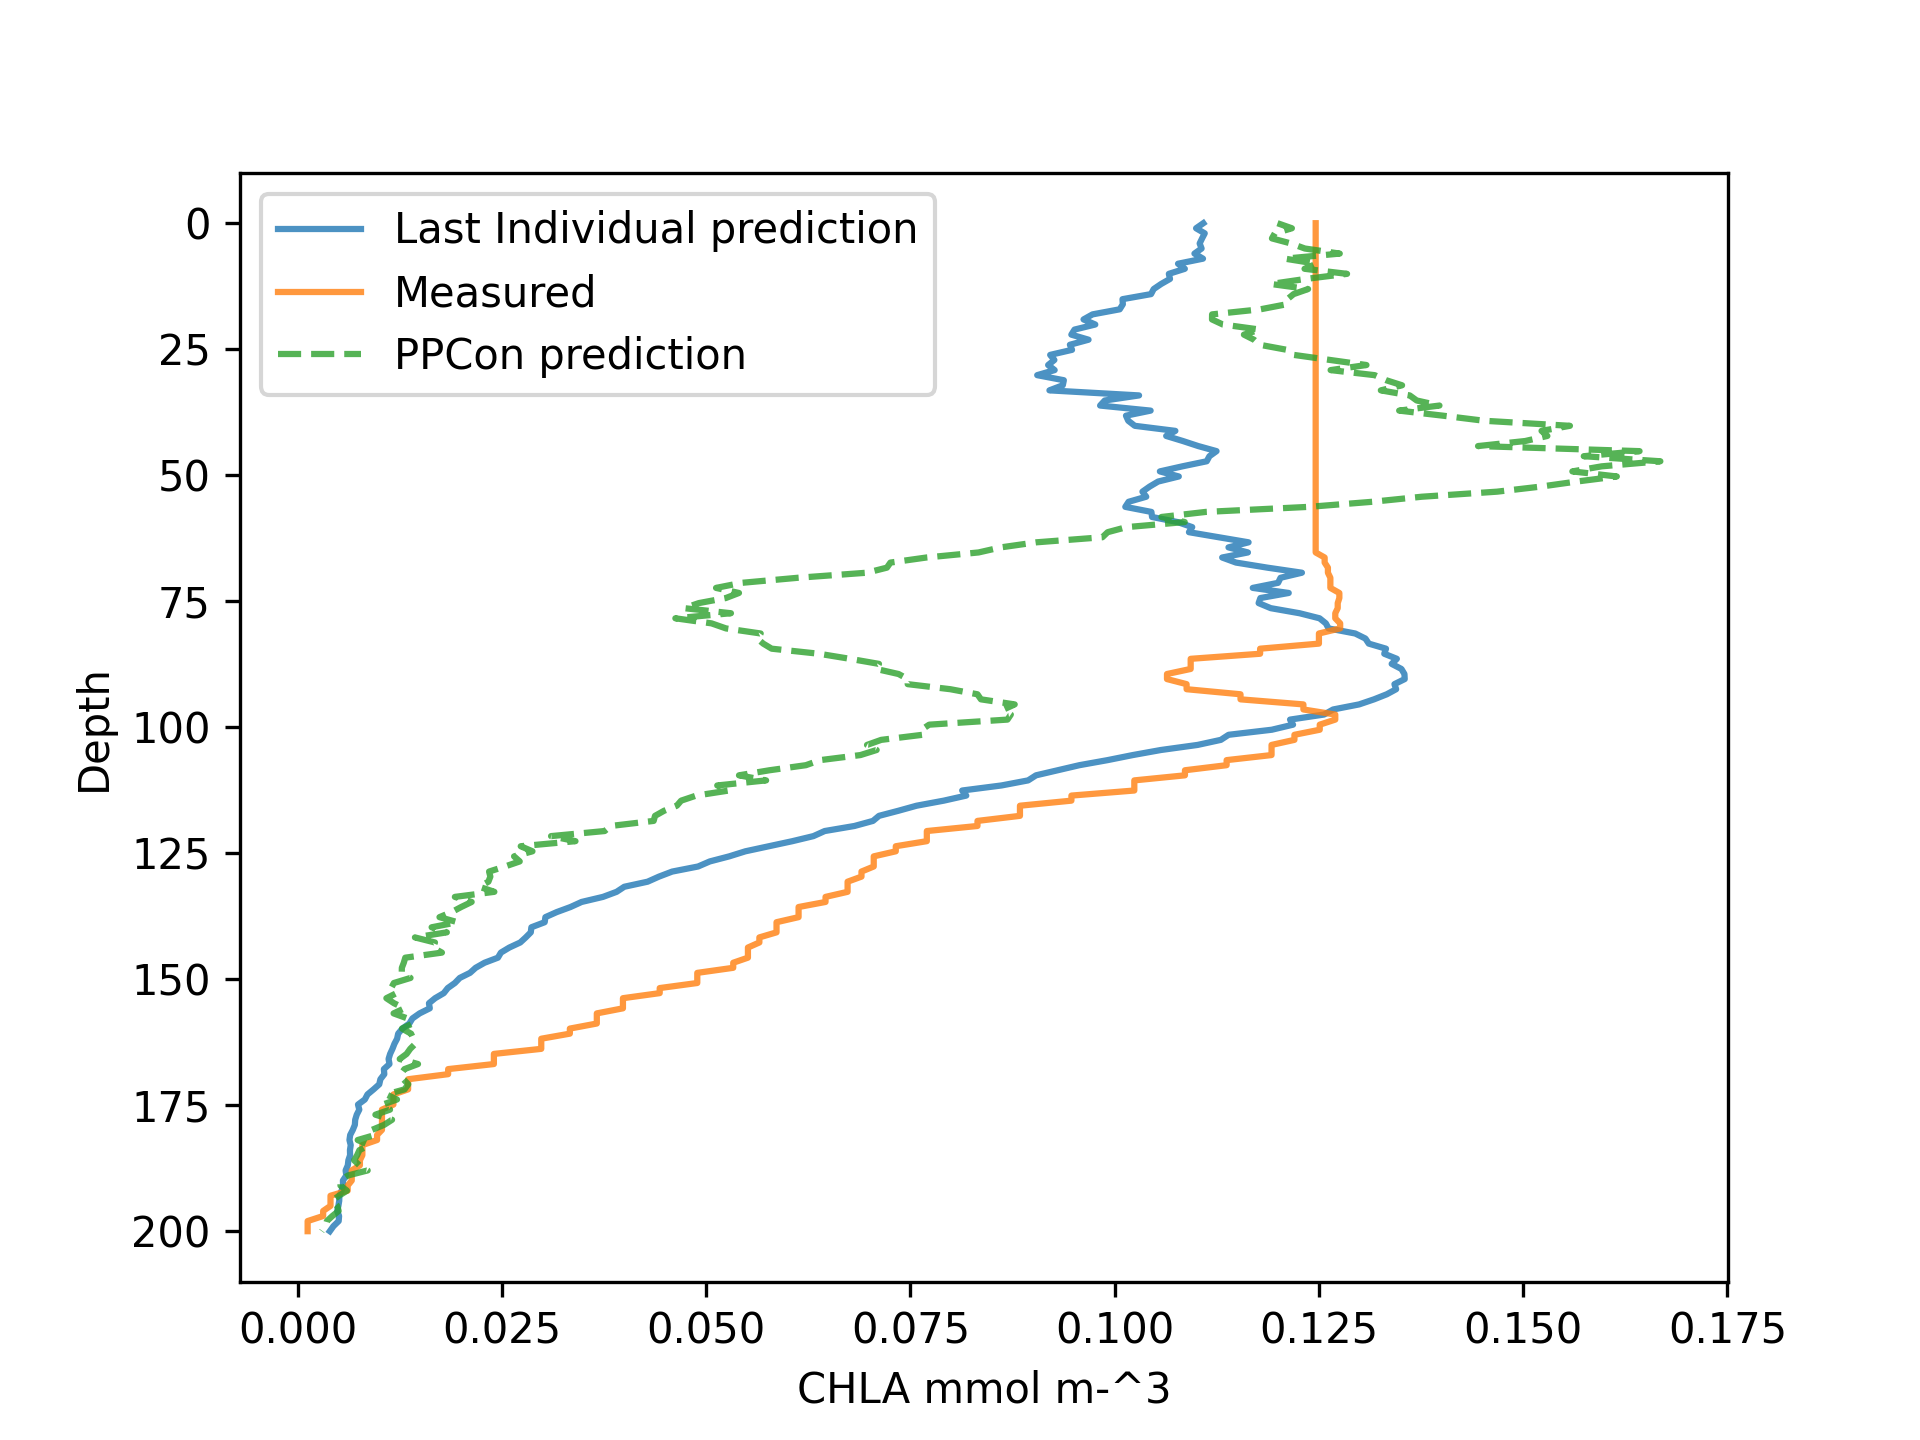 Last Individual prediction
Measured
PPCon prediction
0
25
50
75
100
125
150
175
200
Depth
0.000 0.025 0.050 0.075 0.100 0.125 0.150 0.175
CHLA mmol m-^3